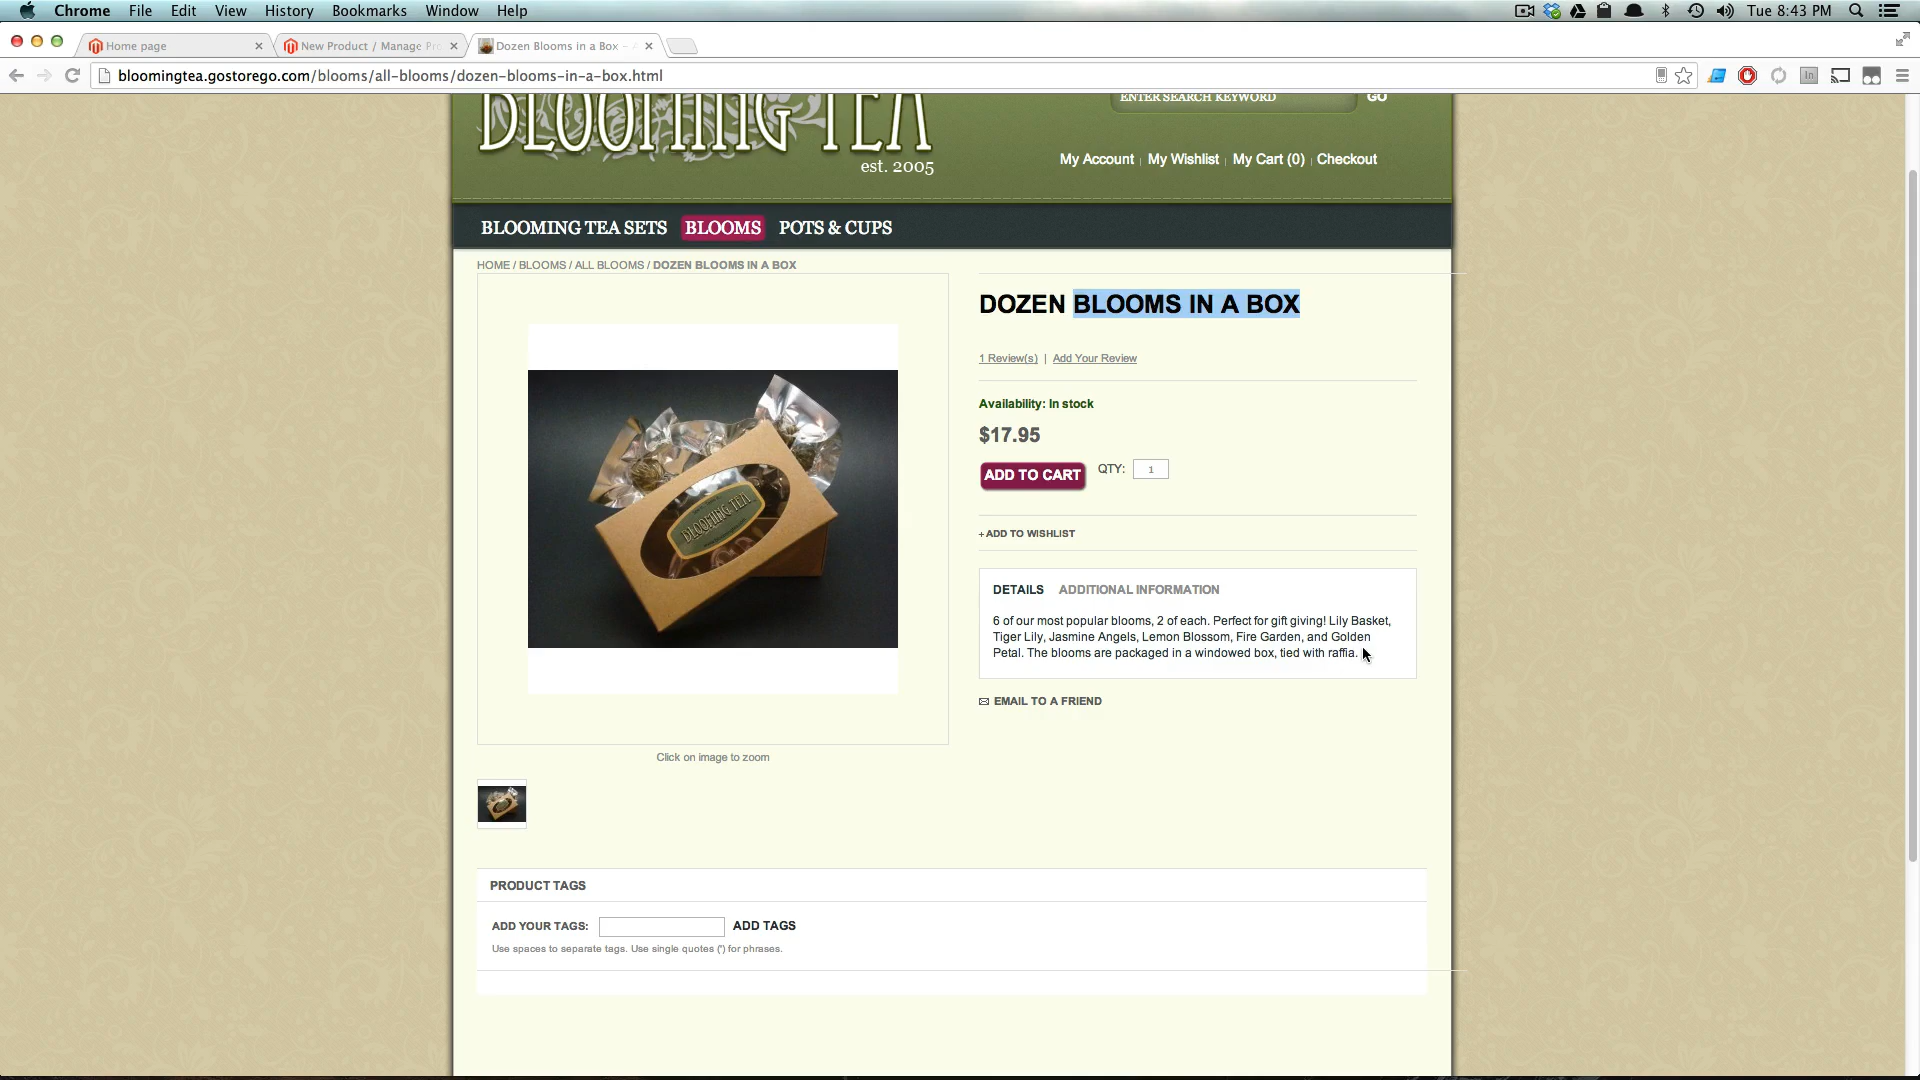 Chrome File Edit View History Bookmarks Window Help Tue 8:43 PM
Home page New Product / Manage Pr Dozen Blooms in a Box -
bloomingtea.gostorego.com/blooms/all-blooms/dozen-blooms-in-a-box.html
BLOOMING TEA
est. 2005
ENTER SEARCH KEYWORD GO
My Account | My Wishlist | My Cart (0) | Checkout
BLOOMING TEA SETS BLOOMS POTS & CUPS
HOME / BLOOMS / ALL BLOOMS / DOZEN BLOOMS IN A BOX
DOZEN BLOOMS IN A BOX
1 Review(s) | Add Your Review
Availability: In stock
$17.95
ADD TO CART QTY: 1
+ADD TO WISHLIST
DETAILS ADDITIONAL INFORMATION
6 of our most popular blooms, 2 of each. Perfect for gift giving! Lily Basket,
Tiger Lily, Jasmine Angels, Lemon Blossom, Fire Garden, and Golden
Petal. The blooms are packaged in a windowed box, tied with raffia.
EMAIL TO A FRIEND
BLOOMING TEA
Click on image to zoom
PRODUCT TAGS
ADD YOUR TAGS: ADD TAGS
Use spaces to separate tags. Use single quotes (') for phrases.